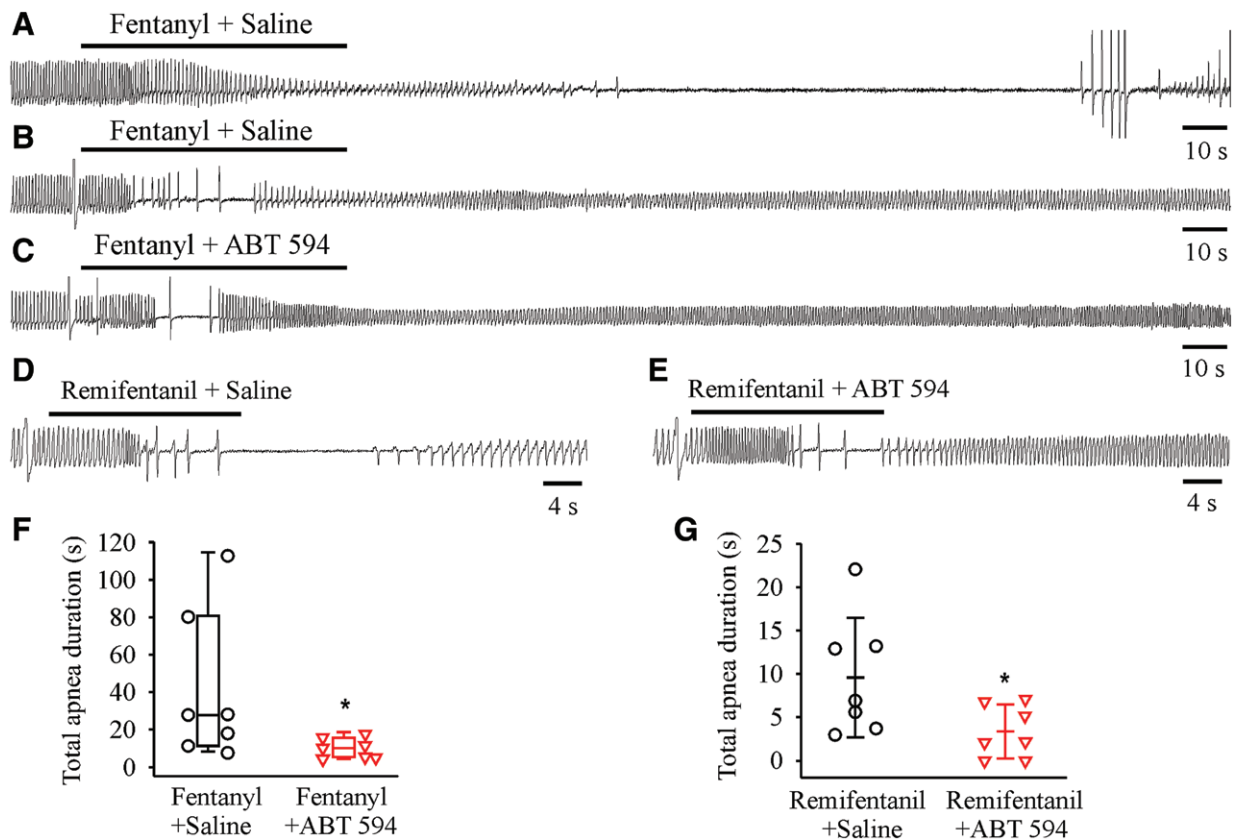 A
Fentanyl + Saline
10 s
B
Fentanyl + Saline
10 s
C
Fentanyl + ABT 594
10 s
D
Remifentanil + Saline
4 s
E
Remifentanil + ABT 594
4 s
F
Total apnea duration (s)
120
100
80
60
40
20
0
*
Fentanyl
+Saline
Fentanyl
+ABT 594
G
Total apnea duration (s)
25
20
15
10
5
0
*
Remifentanil
+Saline
Remifentanil
+ABT 594